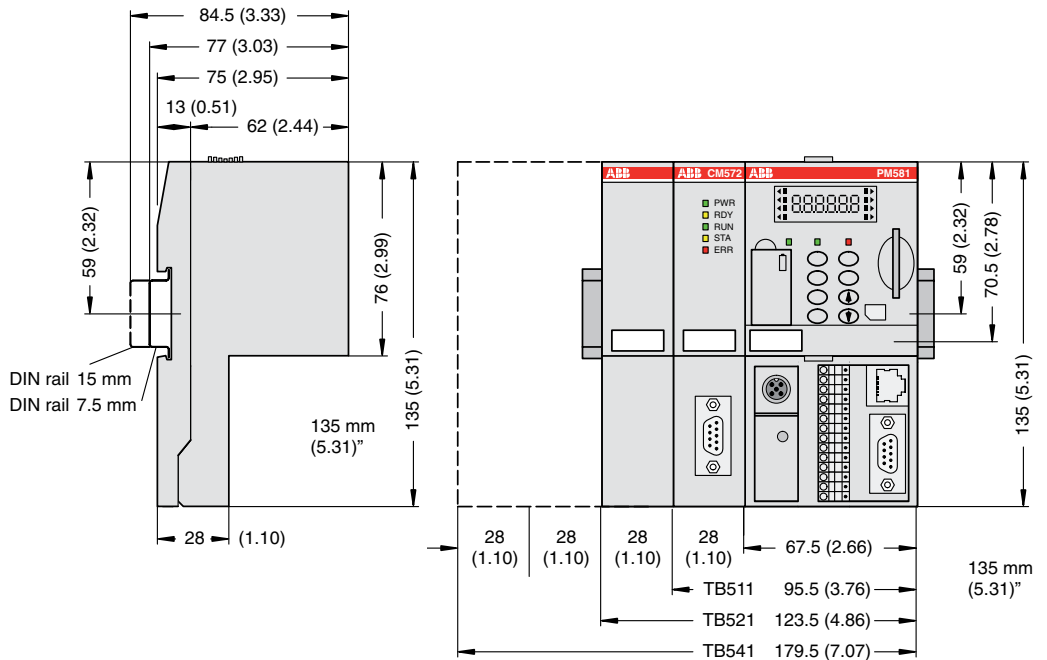 84.5 (3.33)
77 (3.03)
75 (2.95)
13 (0.51)
62 (2.44)
59 (2.32)
76 (2.99)
135 (5.31)
DIN rail 15 mm
DIN rail 7.5 mm
135 mm
(5.31)”
28 (1.10)
ABB
ABB CM572
ABB PM581
PWR
RDY
RUN
STA
ERR
59 (2.32)
70.5 (2.78)
135 (5.31)
28
(1.10)
28
(1.10)
28
(1.10)
28
(1.10)
67.5 (2.66)
135 mm
(5.31)”
TB511 95.5 (3.76)
TB521 123.5 (4.86)
TB541 179.5 (7.07)